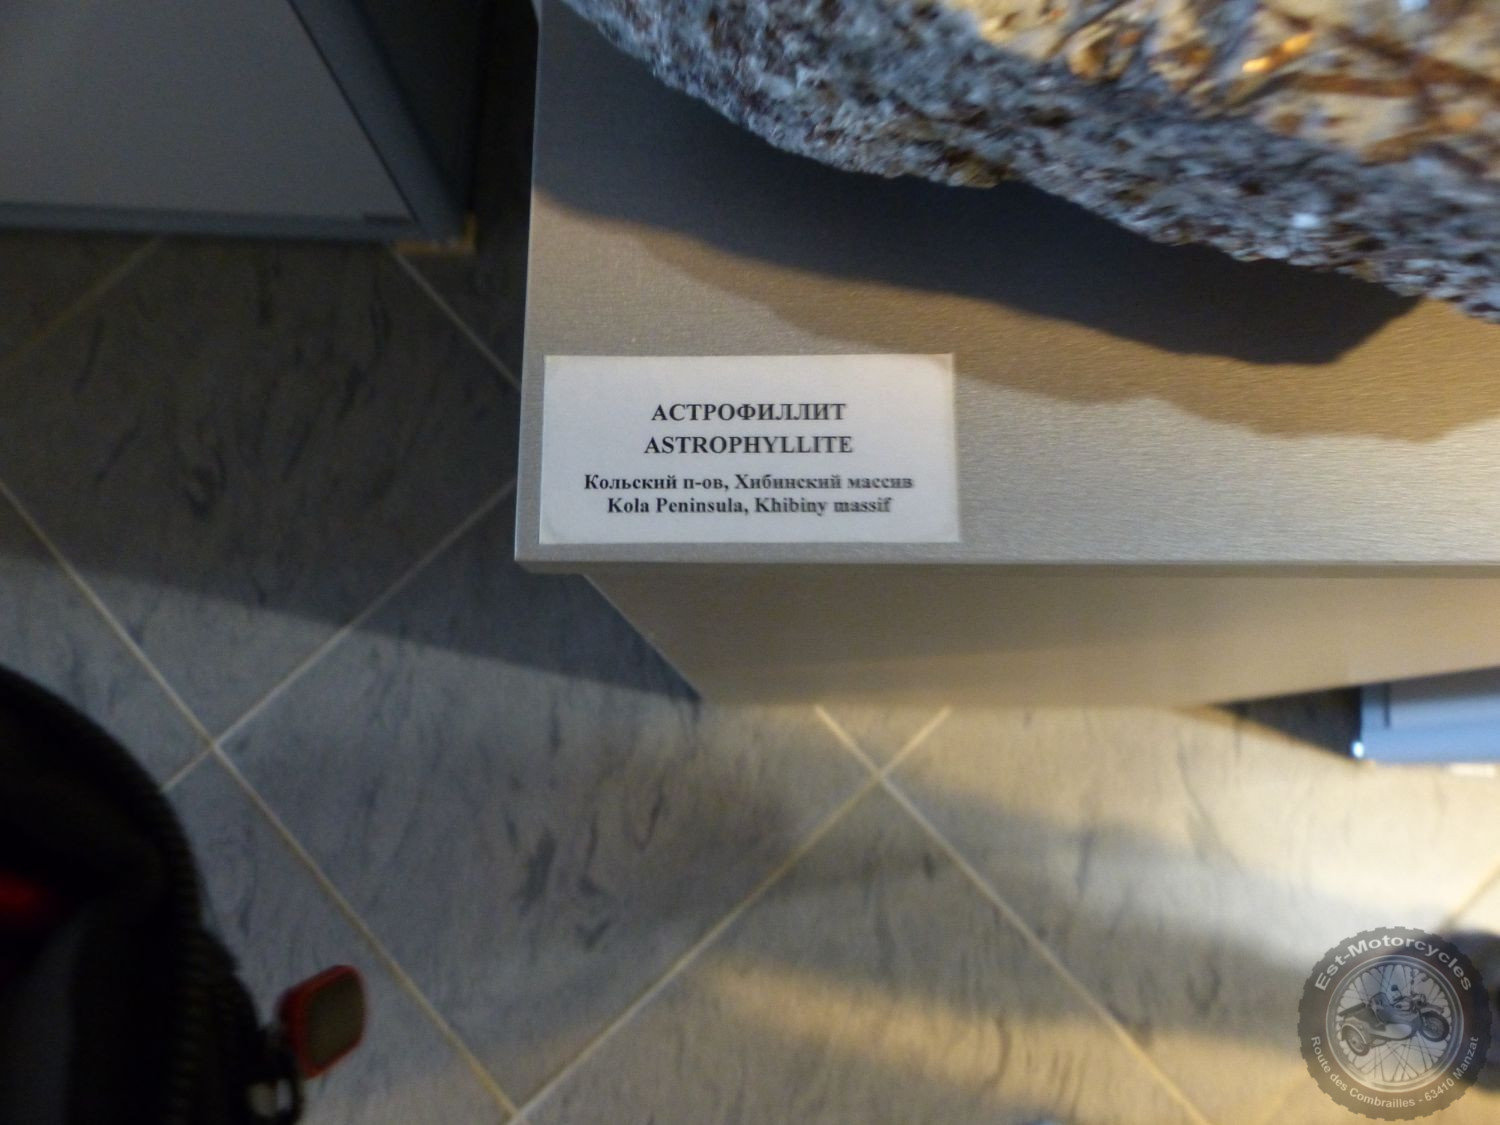 АСТРОФИЛЛИТ
ASTROPHYLLITE
Кольский п-ов, Хибинский массив
Kola Peninsula, Khibiny massif
Est-Motorcycles
Route des Combrailles - 63410 Manzat